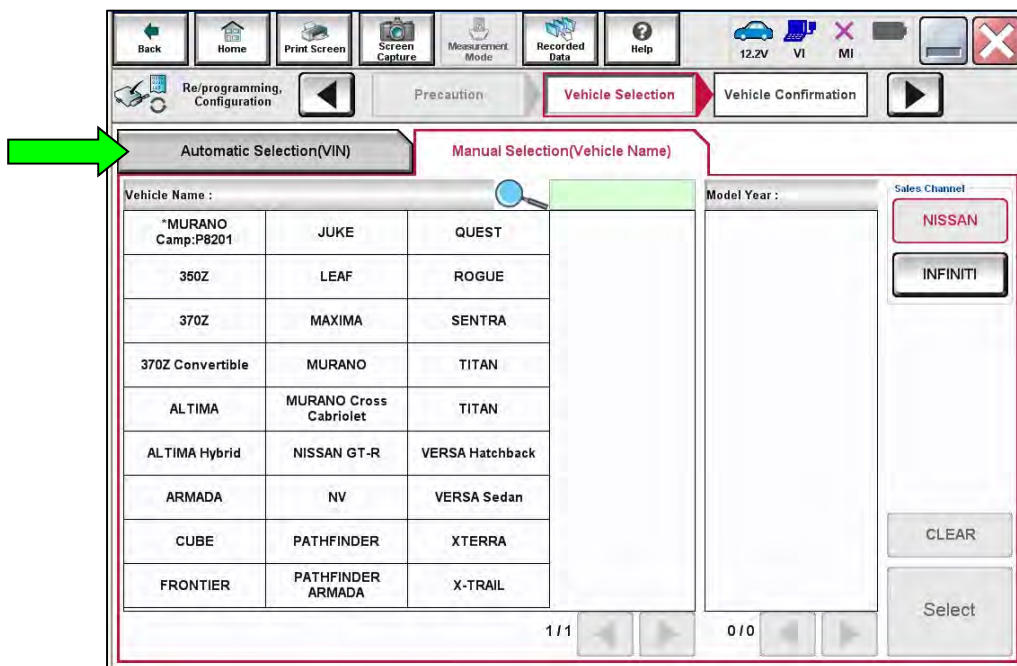 Back
Home
Print Screen
Screen
Capture
Measurement
Mode
Recorded
Data
Help
12.2V
VI
MI
Re/programming,
Configuration
Precaution
Vehicle Selection
Vehicle Confirmation
Automatic Selection(VIN)
Manual Selection(Vehicle Name)
Vehicle Name :
Model Year :
Sales Channel
*MURANO
Camp:P8201
JUKE
QUEST
NISSAN
350Z
LEAF
ROGUE
INFINITI
370Z
MAXIMA
SENTRA
370Z Convertible
MURANO
TITAN
ALTIMA
MURANO Cross
Cabriolet
TITAN
ALTIMA Hybrid
NISSAN GT-R
VERSA Hatchback
ARMADA
NV
VERSA Sedan
CUBE
PATHFINDER
XTERRA
CLEAR
FRONTIER
PATHFINDER
ARMADA
X-TRAIL
Select
1/1
0/0